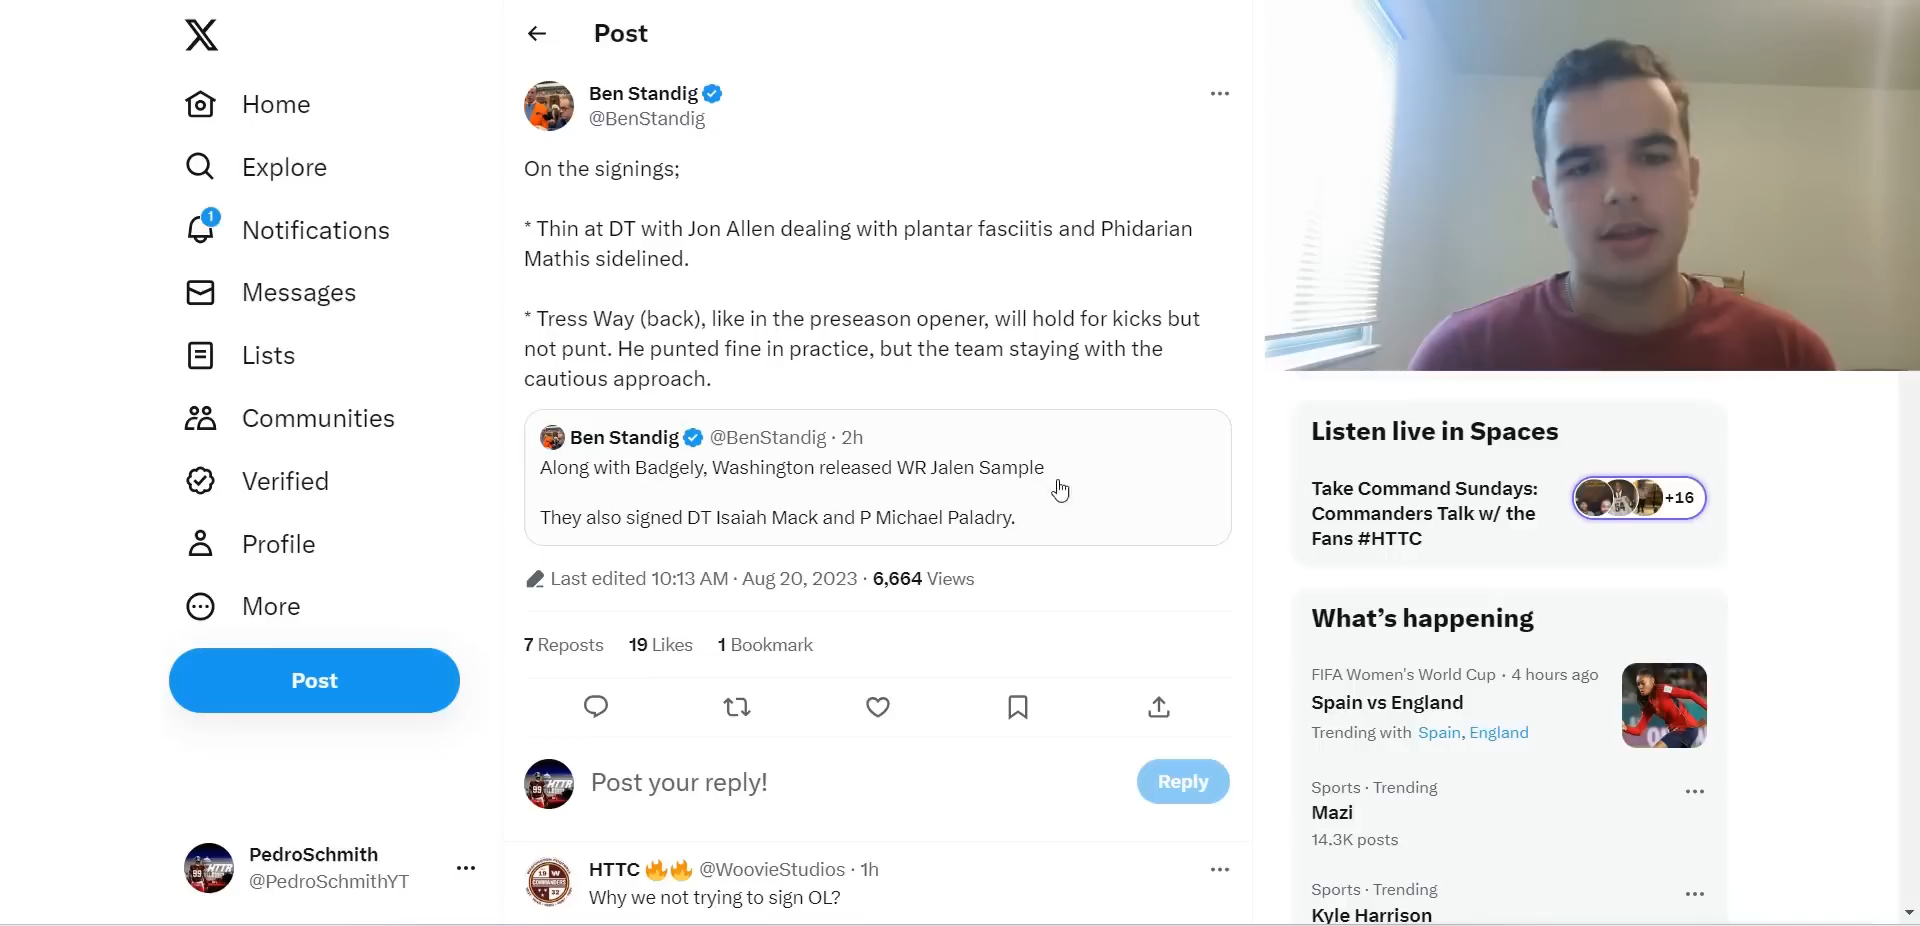 X
Home
Explore
1
Notifications
Messages
Lists
Communities
Verified
Profile
More
Post
PedroSchmith
@PedroSchmithYT
Post
Ben Standig
@BenStandig
On the signings;
* Thin at DT with Jon Allen dealing with plantar fasciitis and Phidarian
Mathis sidelined.
* Tress Way (back), like in the preseason opener, will hold for kicks but
not punt. He punted fine in practice, but the team staying with the
cautious approach.
Ben Standig @BenStandig · 2h
Along with Badgely, Washington released WR Jalen Sample
They also signed DT Isaiah Mack and P Michael Paladry.
Last edited 10:13 AM · Aug 20, 2023 · 6,664 Views
7 Reposts 19 Likes 1 Bookmark
Post your reply!
Reply
HTTC 🔥🔥 @WoovieStudios · 1h
Why we not trying to sign OL?
Listen live in Spaces
Take Command Sundays:
Commanders Talk w/ the
Fans #HTTC
+16
What's happening
FIFA Women's World Cup · 4 hours ago
Spain vs England
Trending with Spain, England
Sports · Trending
Mazi
14.3K posts
Sports · Trending
Kyle Harrison